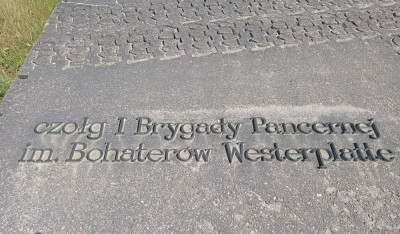 czołg I Brygady Pancernej
im. Bohaterów Westerplatte